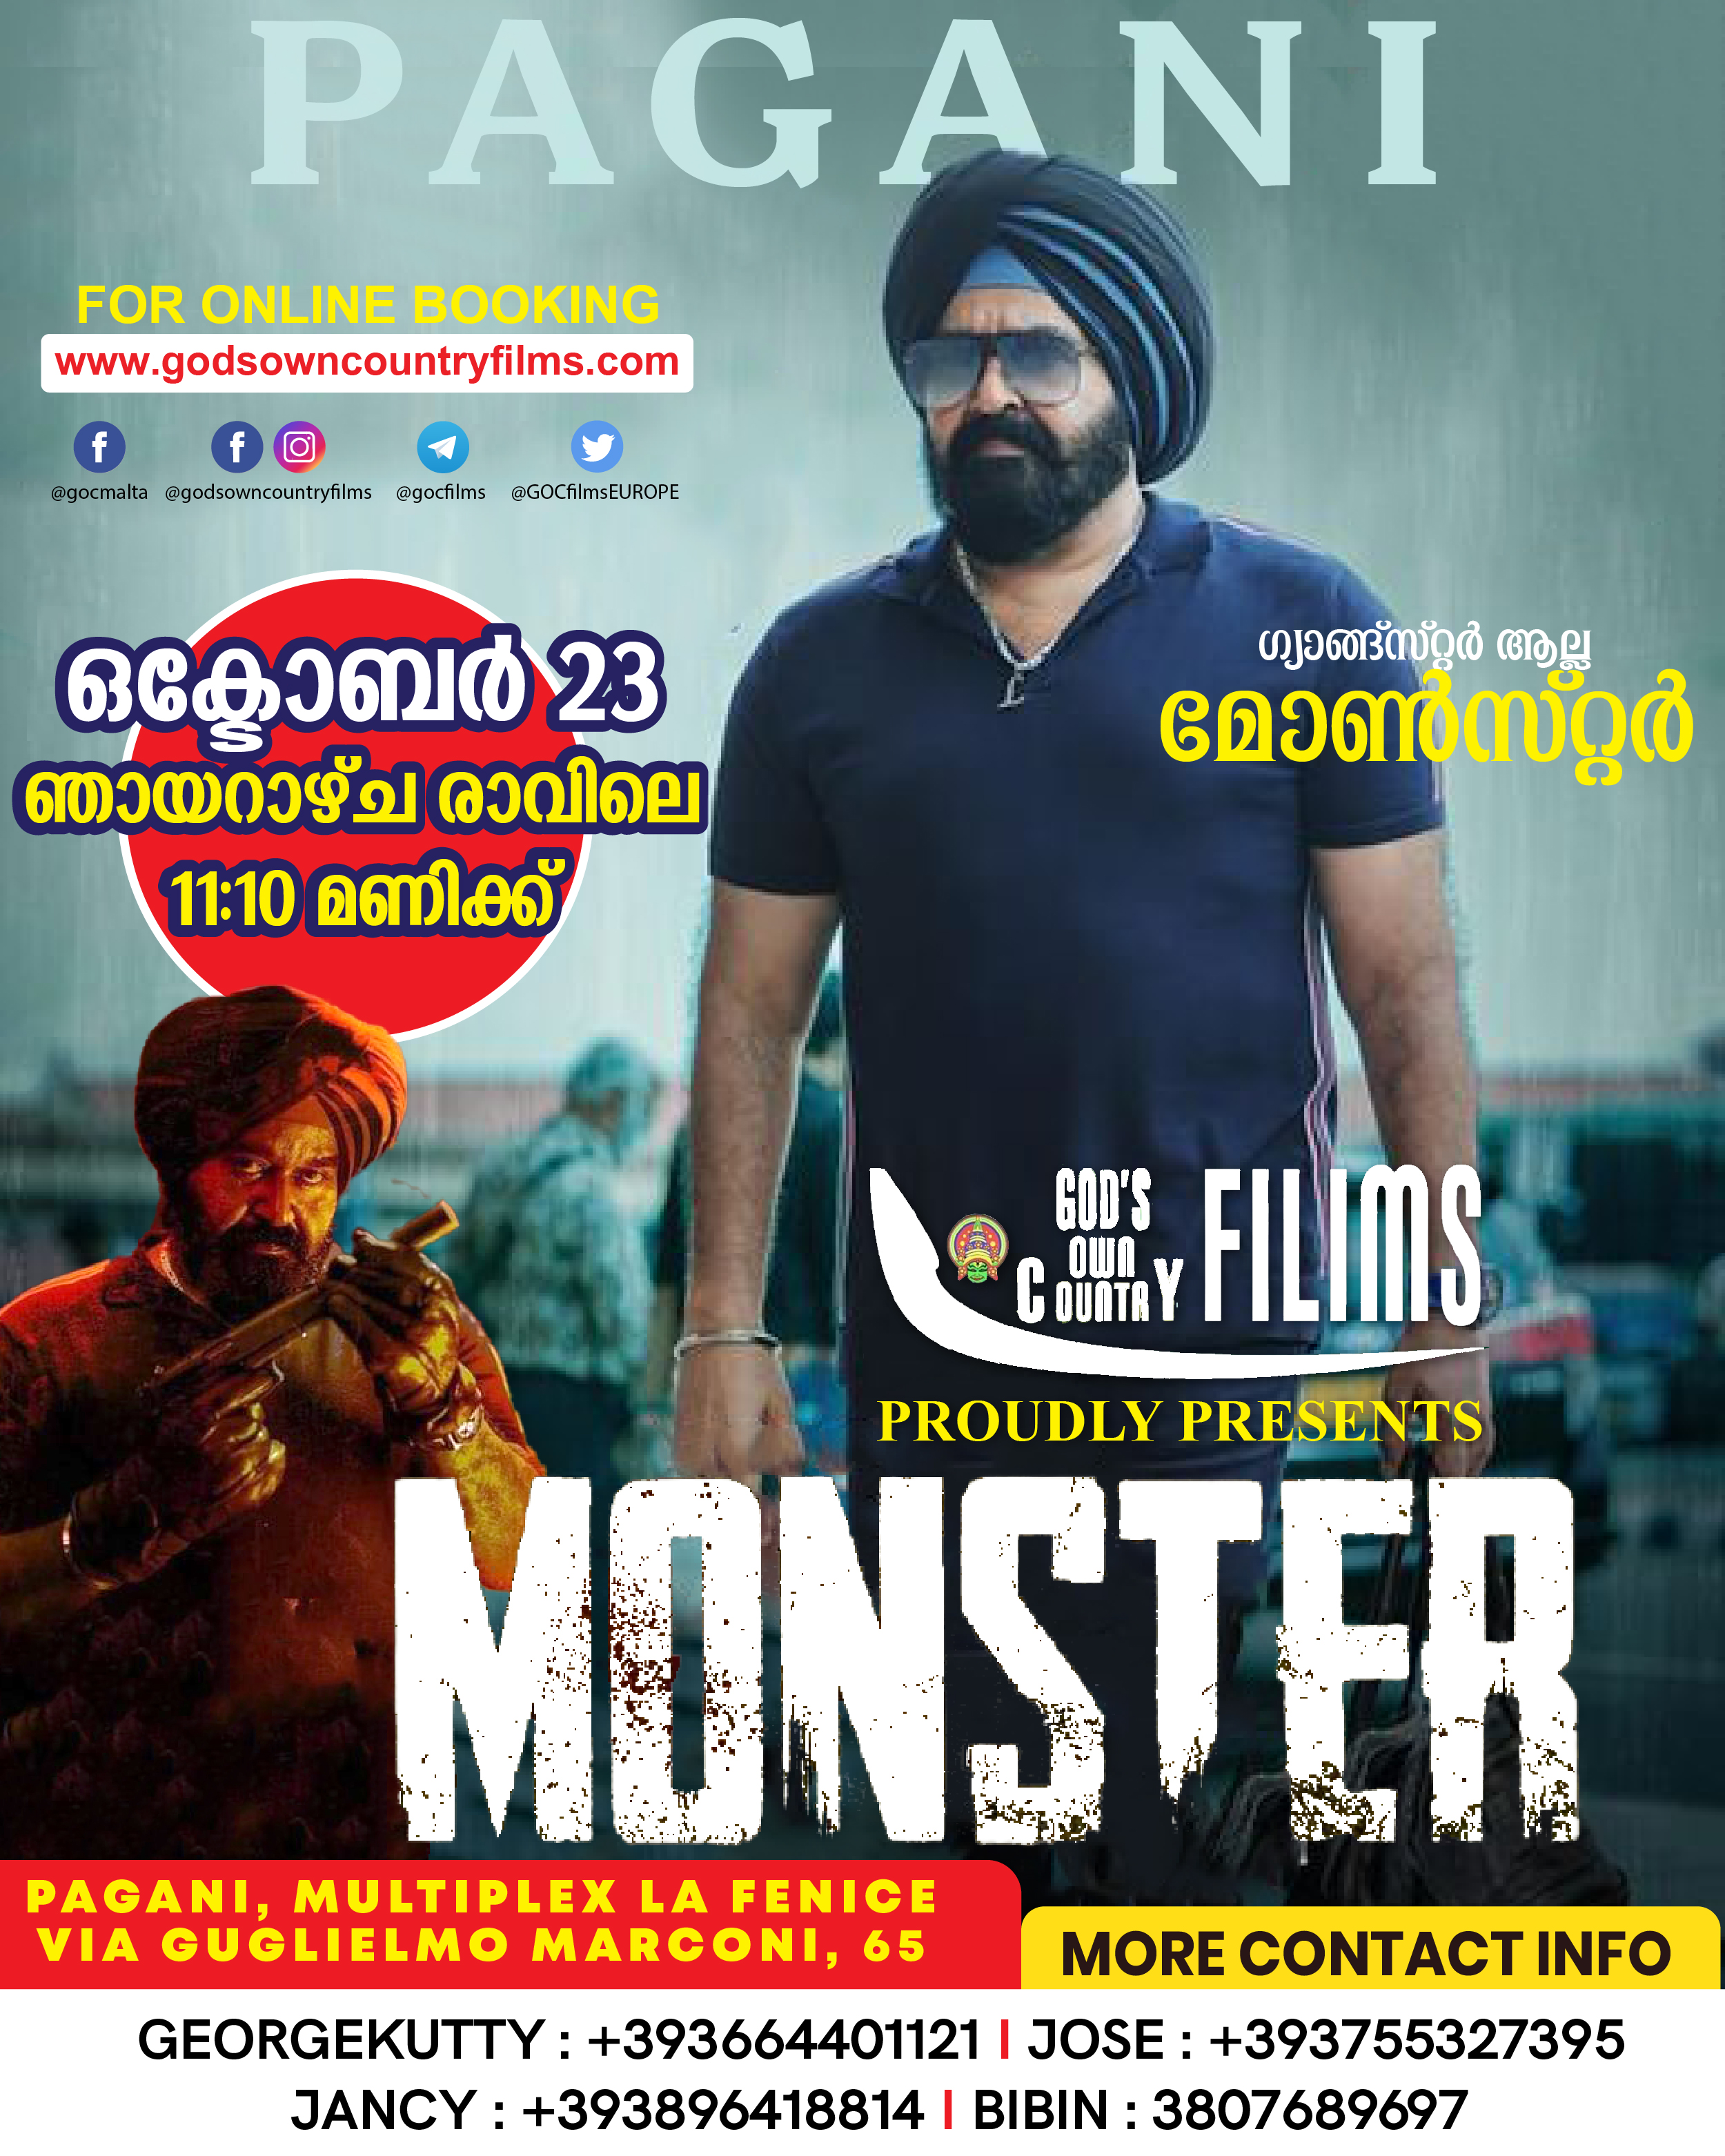 PAGANI
FOR ONLINE BOOKING
www.godsowncountryfilms.com
@gocmalta @godsowncountryfilms @gocfilms @GOCfilmsEUROPE
ഒക്ടോബർ 23
ഞായറാഴ്ച രാവിലെ
11:10 മണിക്ക്
ഗ്യാങ്ങ്സ്റ്റർ ആല്ല
മോൺസ്റ്റർ
GOD'S
OWN
COUNTRY FILIMS
PROUDLY PRESENTS
MONSTER
PAGANI, MULTIPLEX LA FENICE
VIA GUGLIELMO MARCONI, 65
MORE CONTACT INFO
GEORGEKUTTY : +393664401121 | JOSE : +393755327395
JANCY : +393896418814 | BIBIN : 3807689697